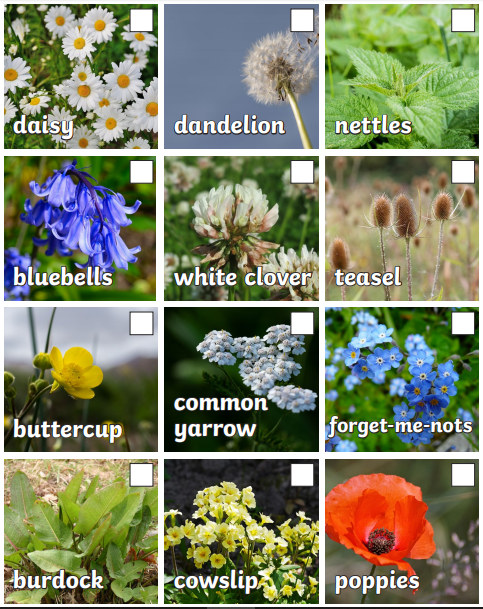 daisy
dandelion
nettles
bluebells
white clover
teasel
buttercup
common
yarrow
forget-me-nots
burdock
cowslip
poppies